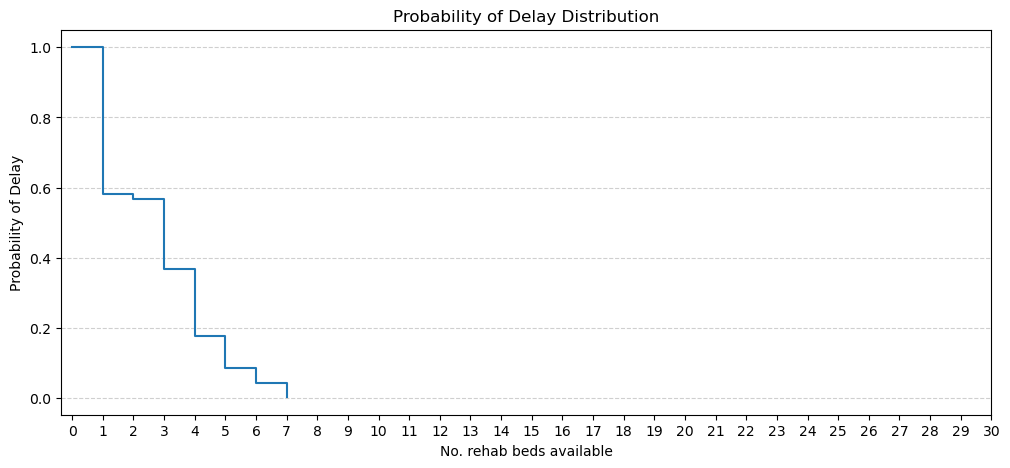 Probability of Delay Distribution
Probability of Delay
1.0
0.8
0.6
0.4
0.2
0.0
0 1 2 3 4 5 6 7 8 9 10 11 12 13 14 15 16 17 18 19 20 21 22 23 24 25 26 27 28 29 30
No. rehab beds available